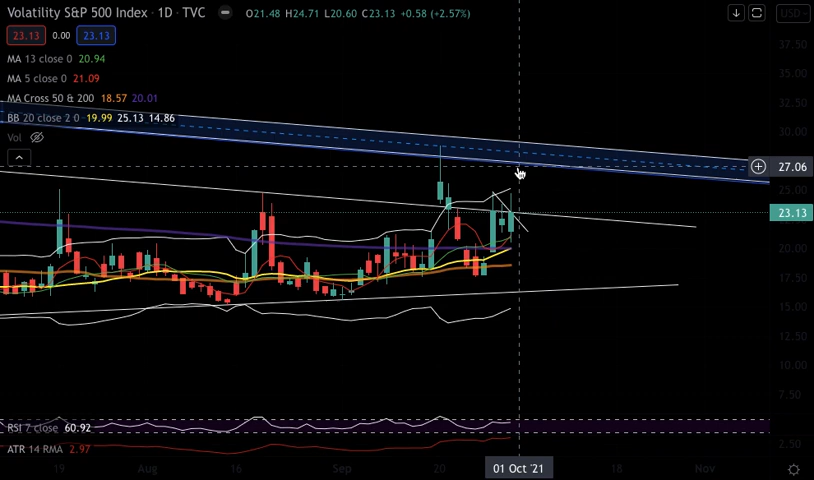 Volatility S&P 500 Index · 1D · TVC O21.48 H24.71 L20.60 C23.13 +0.58 (+2.57%)
USD
23.13 0.00 23.13
MA 13 close 0 20.94
MA 5 close 0 21.09
MA Cross 50 & 200 18.57 20.01
BB 20 close 2 0 19.99 25.13 14.86
Vol
37.50
35.00
32.50
30.00
27.06
25.00
23.13
20.00
17.50
15.00
12.50
10.00
7.50
2.50
RSI 7 close 60.92
ATR 14 RMA 2.97
19 Aug 16 Sep 20 01 Oct '21 18 Nov